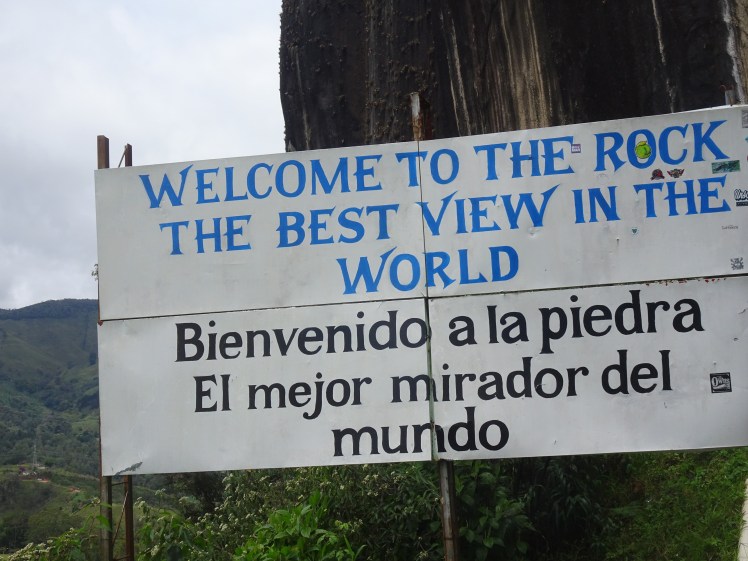 WELCOME TO THE ROCK
THE BEST VIEW IN THE
WORLD
Bienvenido a la piedra
El mejor mirador del
mundo